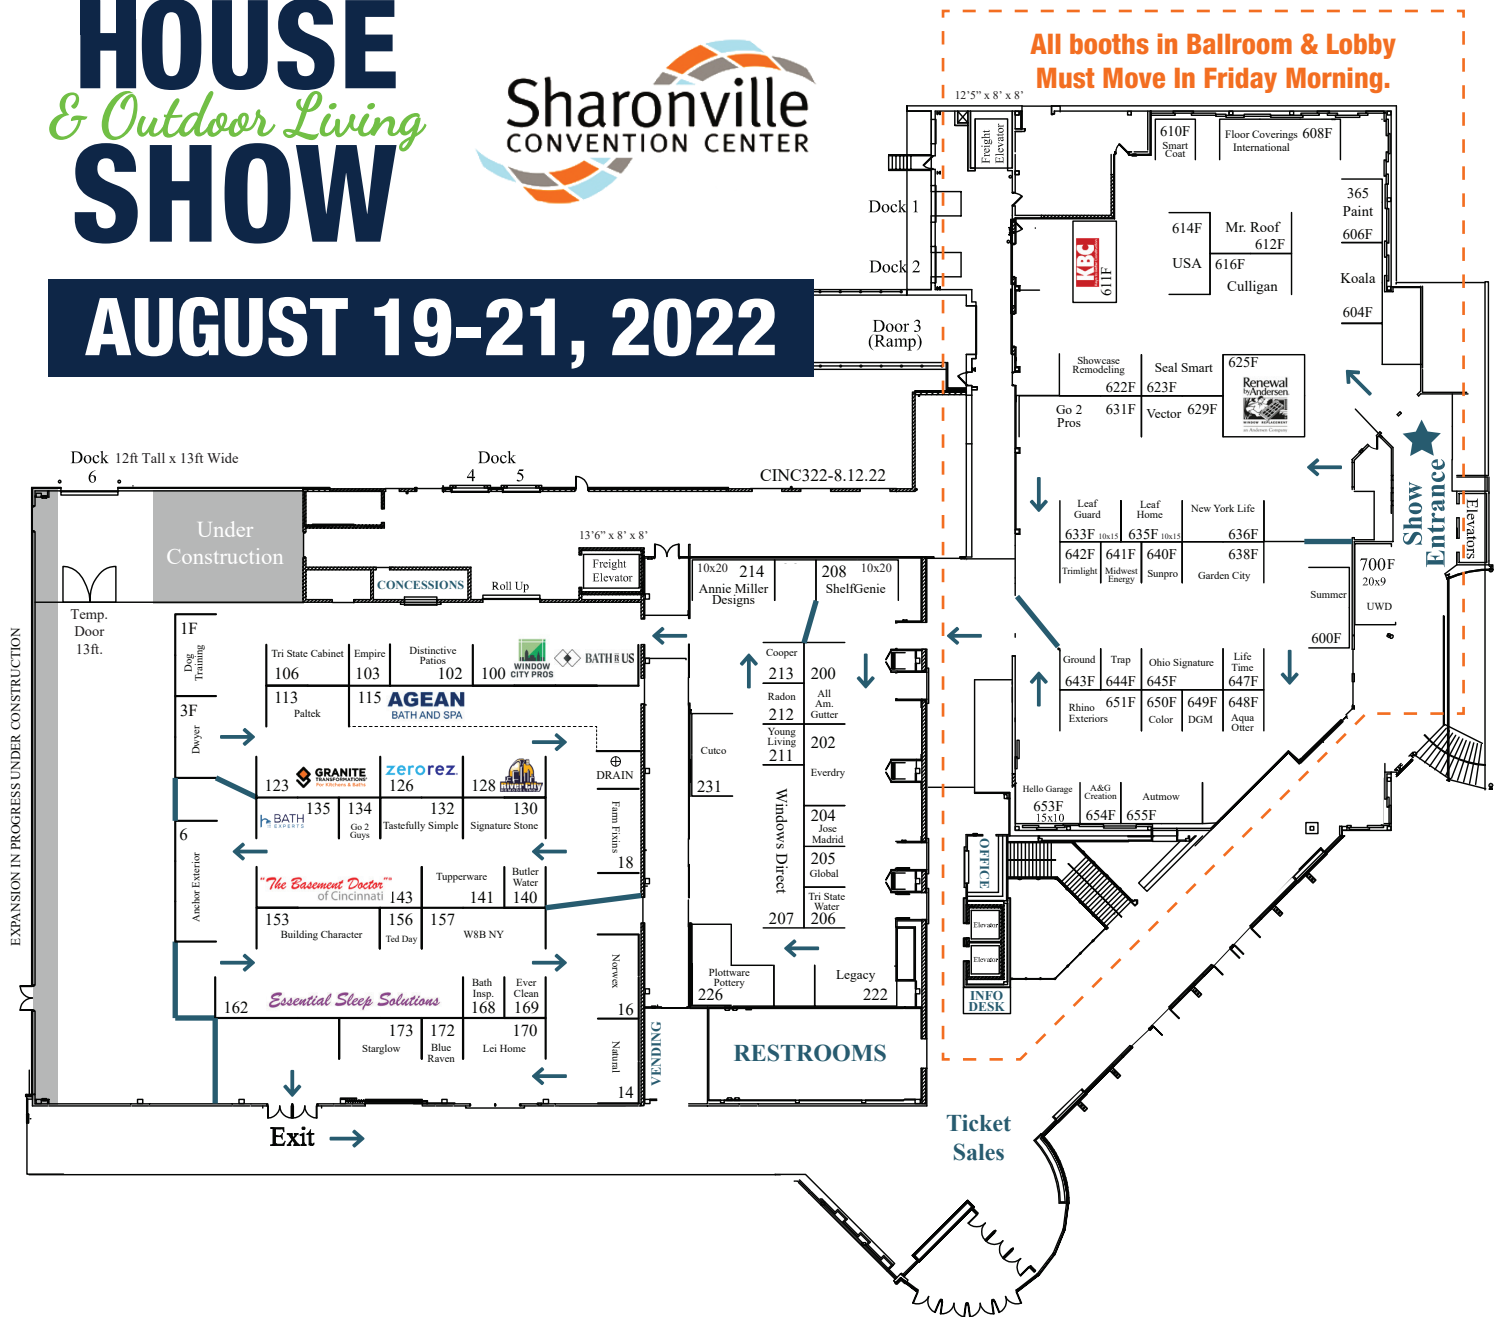 HOUSE
& Outdoor Living
SHOW
AUGUST 19-21, 2022
Sharonville
CONVENTION CENTER
All booths in Ballroom & Lobby
Must Move In Friday Morning.
12'5" x 8' x 8'
Freight
Elevator
Dock 1
Dock 2
Door 3
(Ramp)
610F
Smart
Coat
Floor Coverings 608F
International
365
Paint
606F
Koala
604F
614F
USA
Mr. Roof
612F
616F
Culligan
KBC
611F
Showcase
Remodeling
622F
Seal Smart
623F
625F
Renewal
byAndersen
WINDOW REPLACEMENT
an Andersen Company
Go 2
Pros
631F
Vector 629F
Show
Entrance
Elevators
Leaf
Guard
633F 10x15
Leaf
Home
635F 10x15
New York Life
636F
642F
Trimlight
641F
Midwest
Energy
640F
Sunpro
638F
Garden City
700F
20x9
UWD
Summer
600F
Ground
643F
Trap
644F
Ohio Signature
645F
Life
Time
647F
Rhino
Exteriors
651F
650F
Color
649F
DGM
648F
Aqua
Otter
Hello Garage
653F
15x10
A&G
Creation
654F
Autmow
655F
OFFICE
Elevator
Elevator
INFO
DESK
Ticket
Sales
Dock
6
12ft Tall x 13ft Wide
Dock
4
5
CINC322-8.12.22
Under
Construction
13'6" x 8' x 8'
Freight
Elevator
CONCESSIONS
Roll Up
Temp.
Door
13ft.
EXPANSION IN PROGRESS UNDER CONSTRUCTION
1F
Dog
Training
3F
Dwyer
6
Anchor Exterior
Tri State Cabinet
106
Empire
103
Distinctive
Patios
102
100
WINDOW
CITY PROS
BATH R US
113
Paltek
115
AGEAN
BATH AND SPA
DRAIN
123
GRANITE
TRANSFORMATIONS
For Kitchens & Baths
zerorez.
126
128
River City
BATH
EXPERTS
135
134
Go 2
Guys
132
Tastefully Simple
130
Signature Stone
Farm Fixins
18
"The Basement Doctor"
of Cincinnati
143
Tupperware
141
Butler
Water
140
153
Building Character
156
Ted Day
157
W8B NY
162
Essential Sleep Solutions
Bath
Insp.
168
Ever
Clean
169
Norwex
16
173
Starglow
172
Blue
Raven
170
Lei Home
Natural
14
Exit
10x20
214
Annie Miller
Designs
208
10x20
ShelfGenie
Cooper
213
200
All
Am.
Gutter
Radon
212
Young
Living
211
202
Everdry
Cutco
231
Windows Direct
207
204
Jose
Madrid
205
Global
Tri State
Water
206
Plottware
Pottery
226
Legacy
222
VENDING
RESTROOMS